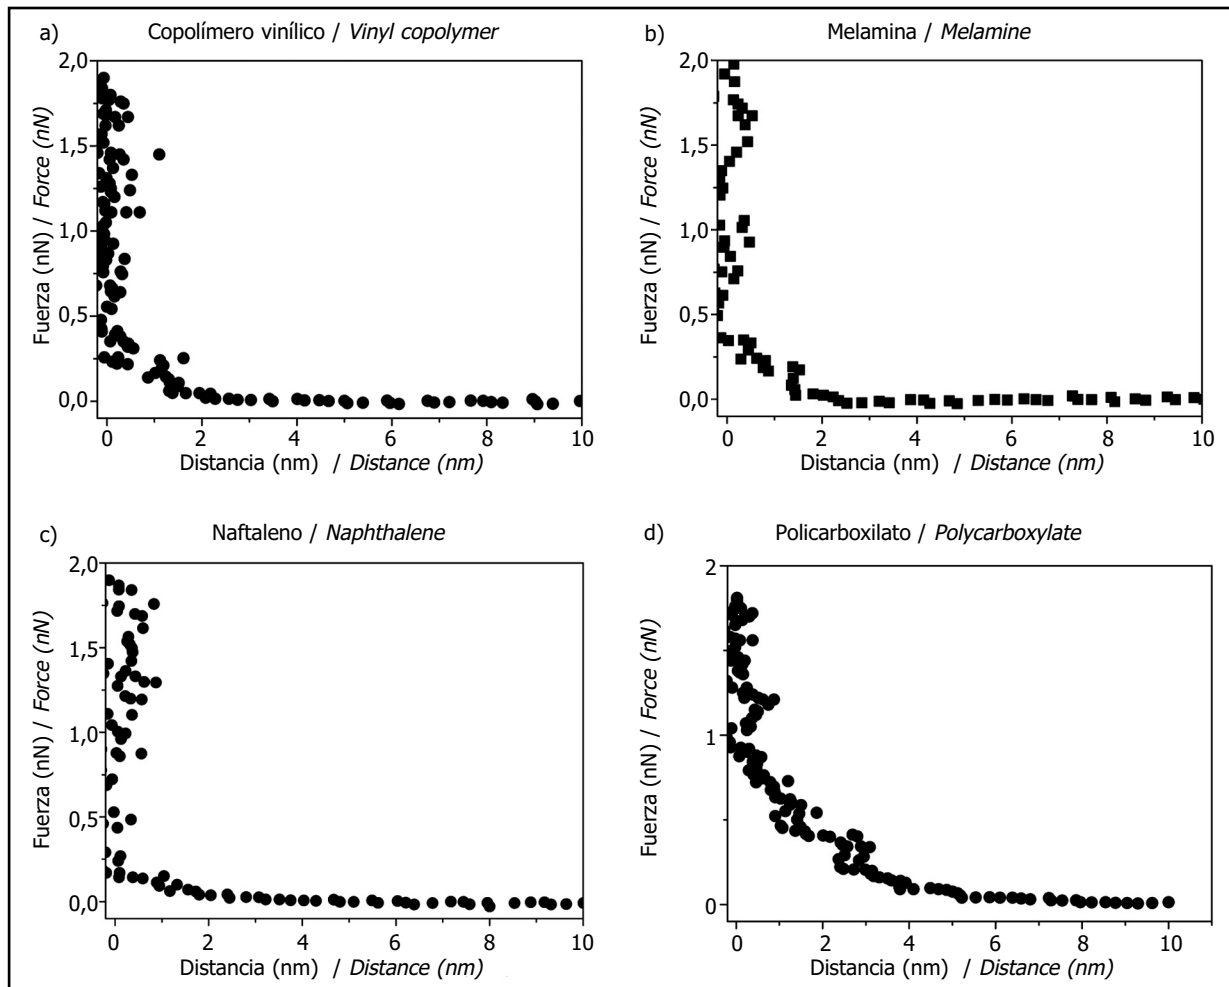 a) Copolímero vinílico / Vinyl copolymer
2,0
1,5
1,0
0,5
0,0
Fuerza (nN) / Force (nN)
0 2 4 6 8 10
Distancia (nm) / Distance (nm)
b) Melamina / Melamine
2,0
1,5
1,0
0,5
0,0
Fuerza (nN) / Force (nN)
0 2 4 6 8 10
Distancia (nm) / Distance (nm)
c) Naftaleno / Naphthalene
2,0
1,5
1,0
0,5
0,0
Fuerza (nN) / Force (nN)
0 2 4 6 8 10
Distancia (nm) / Distance (nm)
d) Policarboxilato / Polycarboxylate
2
1
0
Fuerza (nN) / Force (nN)
0 2 4 6 8 10
Distancia (nm) / Distance (nm)